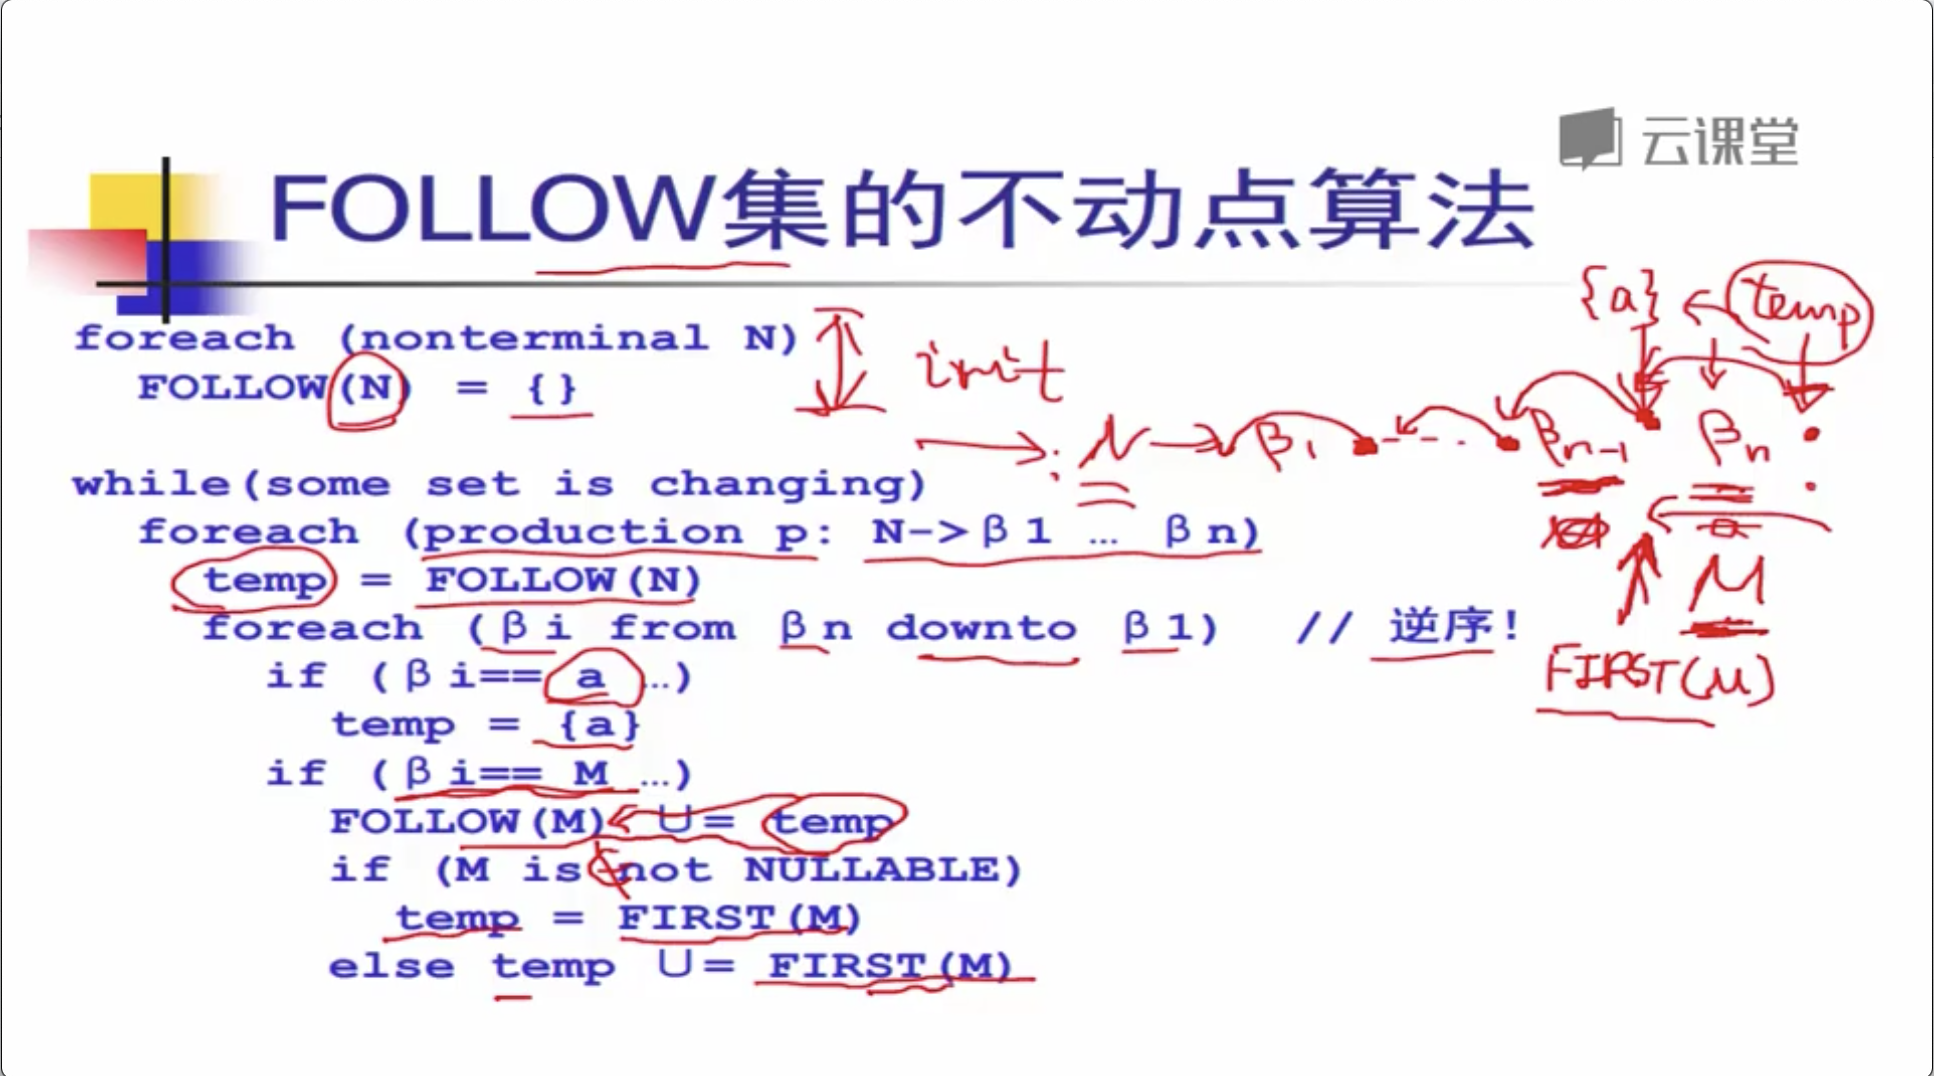 云课堂
FOLLOW集的不动点算法
{a} temp
foreach (nonterminal N)
FOLLOW(N) = {}
init
: N → β1 - - - . βn-1 βn
while(some set is changing)
foreach (production p: N->β1 … βn)
temp = FOLLOW(N)
M
foreach (βi from βn downto β1) // 逆序!
FIRST(M)
if (βi== a …)
temp = {a}
if (βi== M …)
FOLLOW(M) ∪= temp
if (M is not NULLABLE)
temp = FIRST(M)
else temp ∪= FIRST(M)